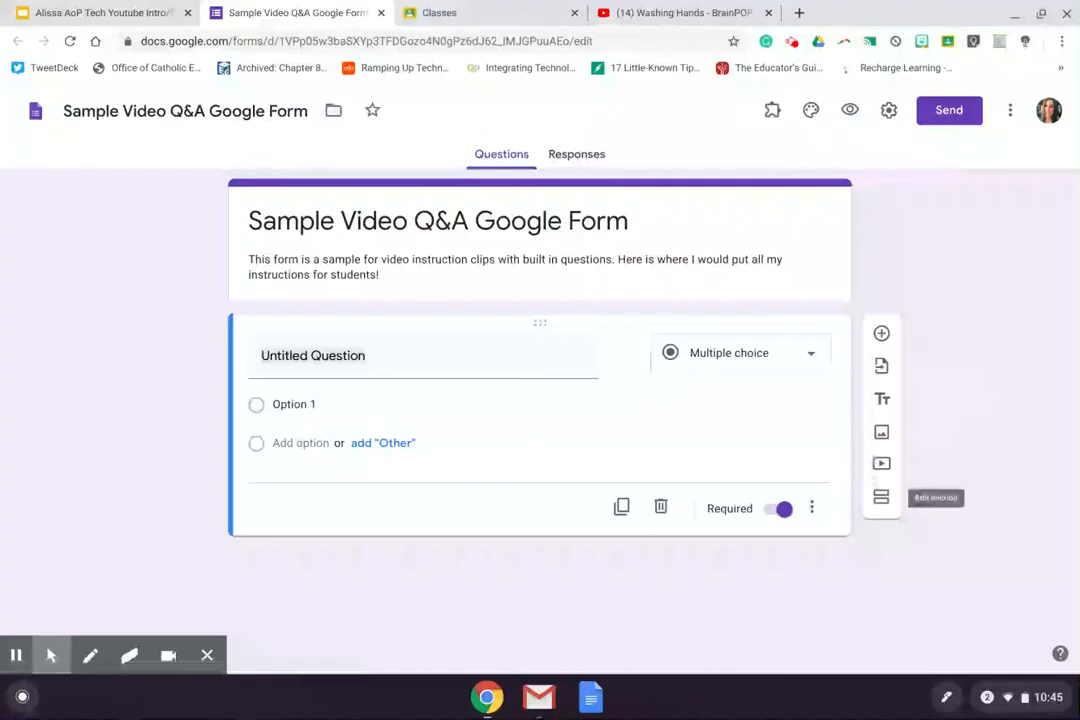 Alissa AoP Tech Youtube Intro/
Sample Video Q&A Google Form
Classes
(14) Washing Hands - BrainPOP
docs.google.com/forms/d/1VPp05w3baSXYp3TFDGozo4N0gPz6dJ62_IMJGPuuAEo/edit
TweetDeck
Office of Catholic E...
Archived: Chapter 8...
Ramping Up Techn...
Integrating Technol...
17 Little-Known Tip...
The Educator's Gui...
Recharge Learning -...
»
Sample Video Q&A Google Form
Send
Questions
Responses
Sample Video Q&A Google Form
This form is a sample for video instruction clips with built in questions. Here is where I would put all my
instructions for students!
Untitled Question
Multiple choice
Option 1
Add option or add "Other"
Tт
Required
Add section
2
10:45